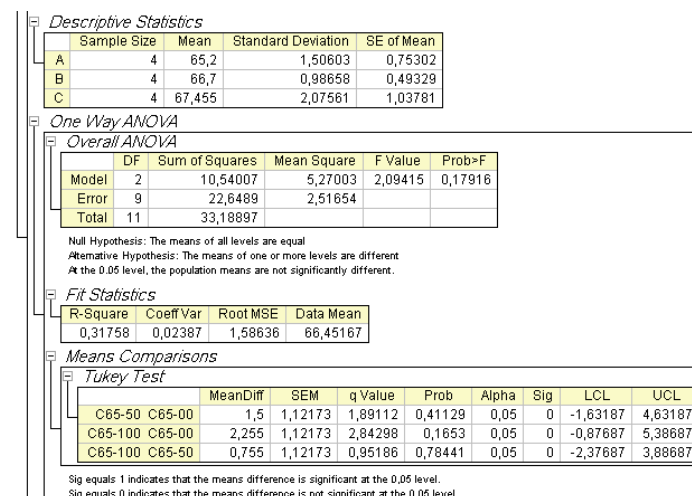 Descriptive Statistics
Sample Size Mean Standard Deviation SE of Mean
A 4 65,2 1,50603 0,75302
B 4 66,7 0,98658 0,49329
C 4 67,455 2,07561 1,03781
One Way ANOVA
Overall ANOVA
DF Sum of Squares Mean Square F Value Prob>F
Model 2 10,54007 5,27003 2,09415 0,17916
Error 9 22,6489 2,51654
Total 11 33,18897
Null Hypothesis: The means of all levels are equal
Alternative Hypothesis: The means of one or more levels are different
At the 0.05 level, the population means are not significantly different.
Fit Statistics
R-Square Coeff Var Root MSE Data Mean
0,31758 0,02387 1,58636 66,45167
Means Comparisons
Tukey Test
MeanDiff SEM q Value Prob Alpha Sig LCL UCL
C65-50 C65-00 1,5 1,12173 1,89112 0,41129 0,05 0 -1,63187 4,63187
C65-100 C65-00 2,255 1,12173 2,84298 0,1653 0,05 0 -0,87687 5,38687
C65-100 C65-50 0,755 1,12173 0,95186 0,78441 0,05 0 -2,37687 3,88687
Sig equals 1 indicates that the means difference is significant at the 0,05 level.
Sig equals 0 indicates that the means difference is not significant at the 0,05 level.